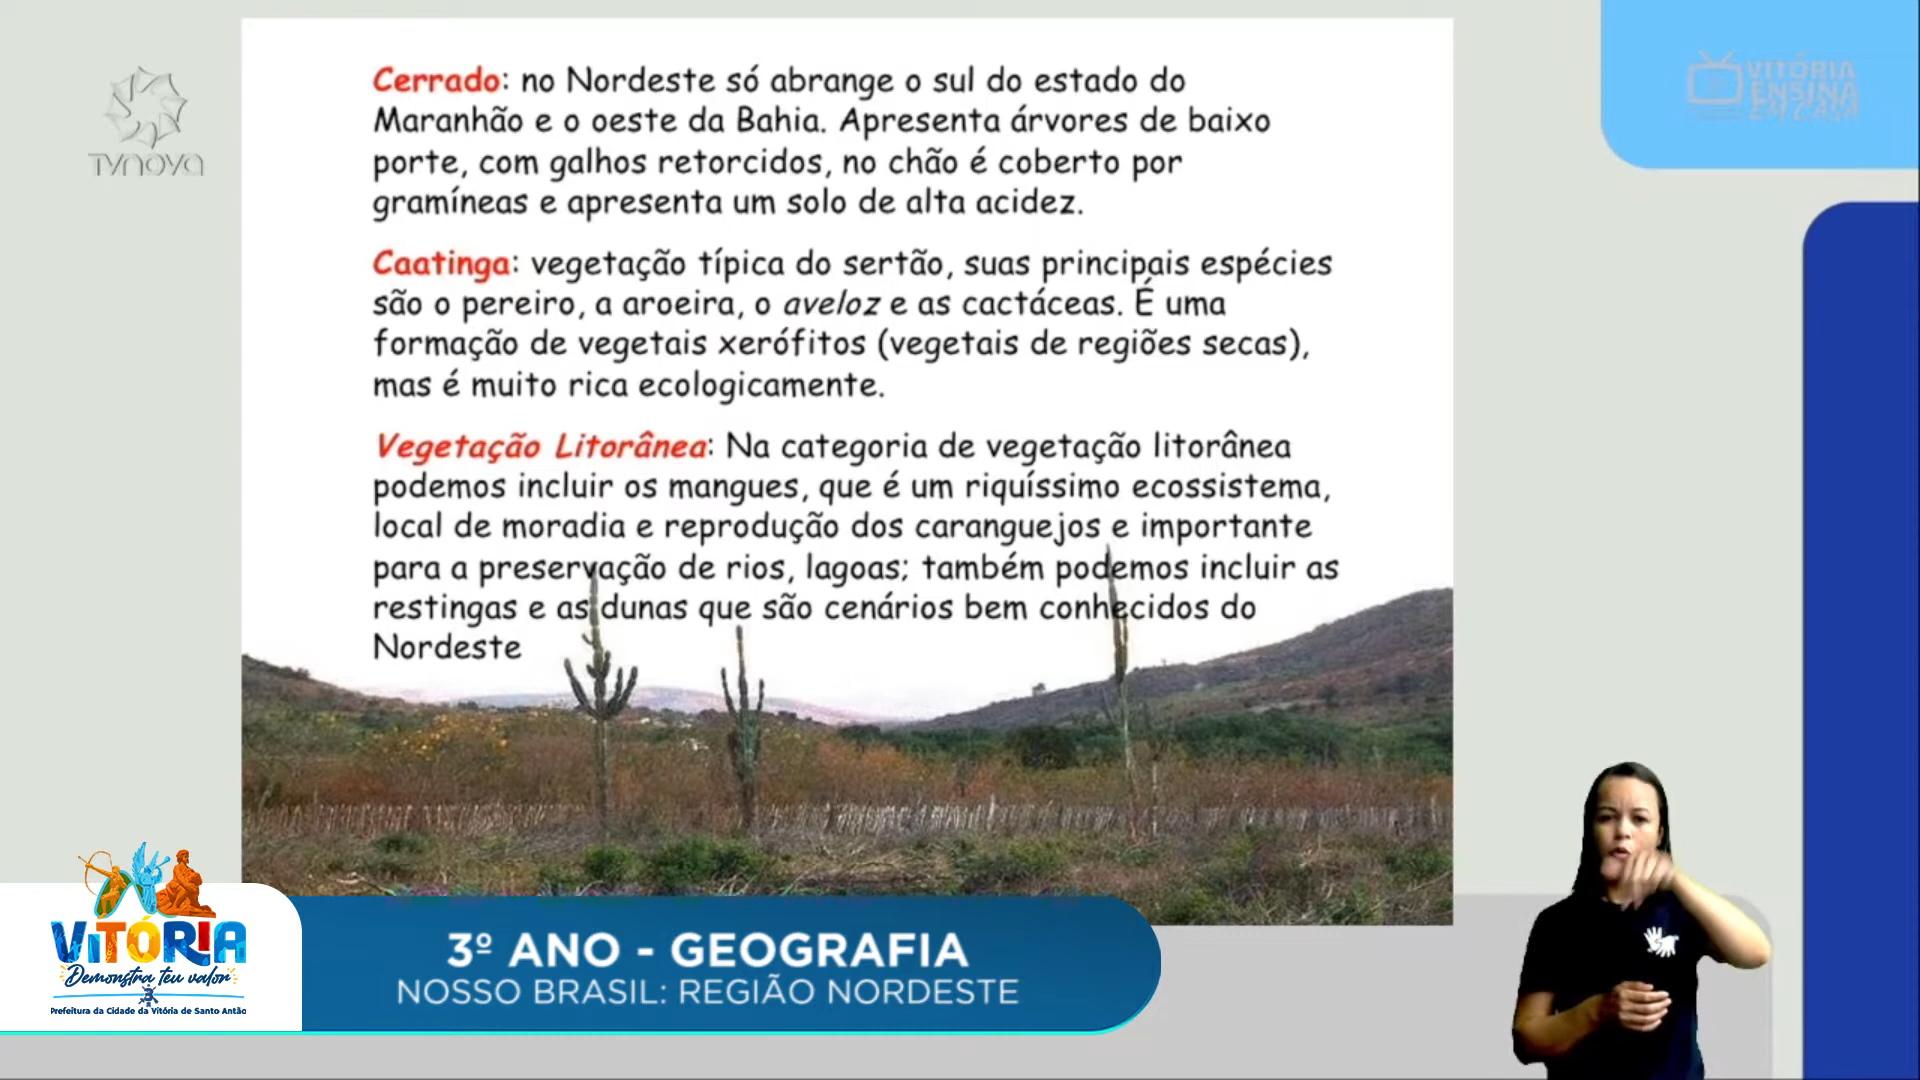 TVNOVA
VITÓRIA
ENSINA
EM CASA
Cerrado: no Nordeste só abrange o sul do estado do
Maranhão e o oeste da Bahia. Apresenta árvores de baixo
porte, com galhos retorcidos, no chão é coberto por
gramíneas e apresenta um solo de alta acidez.
Caatinga: vegetação típica do sertão, suas principais espécies
são o pereiro, a aroeira, o aveloz e as cactáceas. É uma
formação de vegetais xerófitos (vegetais de regiões secas),
mas é muito rica ecologicamente.
Vegetação Litorânea: Na categoria de vegetação litorânea
podemos incluir os mangues, que é um riquíssimo ecossistema,
local de moradia e reprodução dos caranguejos e importante
para a preservação de rios, lagoas; também podemos incluir as
restingas e as dunas que são cenários bem conhecidos do
Nordeste
VITÓRIA
Demonstra teu valor
Prefeitura da Cidade da Vitória de Santo Antão
3º ANO - GEOGRAFIA
NOSSO BRASIL: REGIÃO NORDESTE